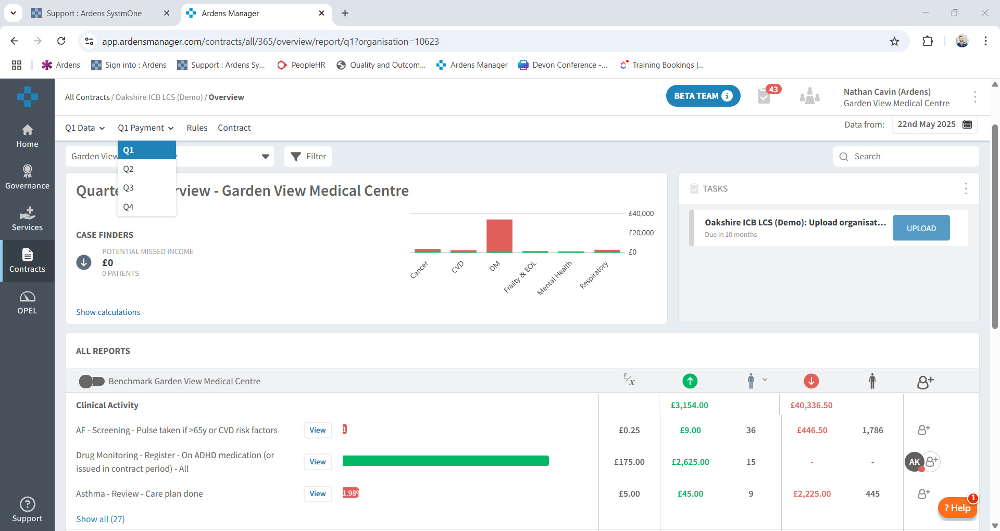 Support : Ardens SystmOne
Ardens Manager
app.ardensmanager.com/contracts/all/365/overview/report/q1?organisation=10623
Ardens
Sign into : Ardens
Support : Ardens Sy...
PeopleHR
Quality and Outcom...
Ardens Manager
Devon Conference -...
Training Bookings |...
All Contracts / Oakshire ICB LCS (Demo) / Overview
BETA TEAM i
43
Nathan Cavin (Ardens)
Garden View Medical Centre
Home
Governance
Services
Contracts
OPEL
Support
Q1 Data
Q1 Payment
Rules
Contract
Data from:
22nd May 2025
Q1
Q2
Q3
Q4
Garden View
e
Filter
Search
Quarte rview - Garden View Medical Centre
CASE FINDERS
POTENTIAL MISSED INCOME
£0
0 PATIENTS
Show calculations
£40,000
£20,000
£0
Cancer
CVD
DM
Frailty & EOL
Mental Health
Respiratory
TASKS
Oakshire ICB LCS (Demo): Upload organisat...
Due in 10 months
UPLOAD
ALL REPORTS
Benchmark Garden View Medical Centre
£/x
Clinical Activity
£3,154.00
£40,336.50
AF - Screening - Pulse taken if >65y or CVD risk factors
View
1
£0.25
£9.00
36
£446.50
1,786
Drug Monitoring - Register - On ADHD medication (or
issued in contract period) - All
View
£175.00
£2,625.00
15
-
-
AK
Asthma - Review - Care plan done
View
1.98%
£5.00
£45.00
9
£2,225.00
445
Show all (27)
? Help
1